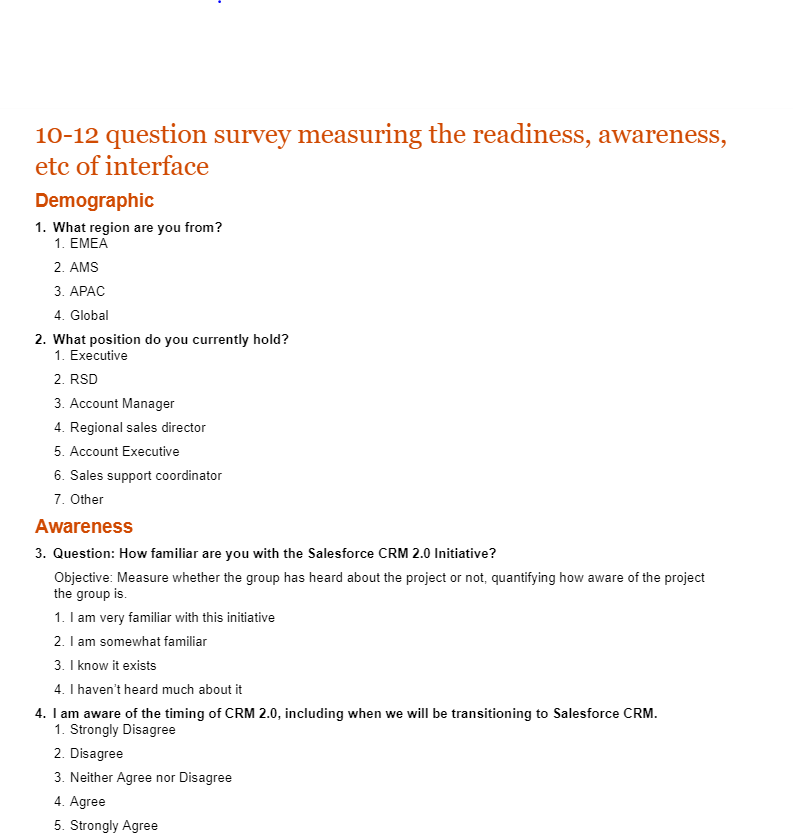 10-12 question survey measuring the readiness, awareness,
etc of interface
Demographic
1. What region are you from?
1. EMEA
2. AMS
3. APAC
4. Global
2. What position do you currently hold?
1. Executive
2. RSD
3. Account Manager
4. Regional sales director
5. Account Executive
6. Sales support coordinator
7. Other
Awareness
3. Question: How familiar are you with the Salesforce CRM 2.0 Initiative?
Objective: Measure whether the group has heard about the project or not, quantifying how aware of the project
the group is.
1. I am very familiar with this initiative
2. I am somewhat familiar
3. I know it exists
4. I haven’t heard much about it
4. I am aware of the timing of CRM 2.0, including when we will be transitioning to Salesforce CRM.
1. Strongly Disagree
2. Disagree
3. Neither Agree nor Disagree
4. Agree
5. Strongly Agree